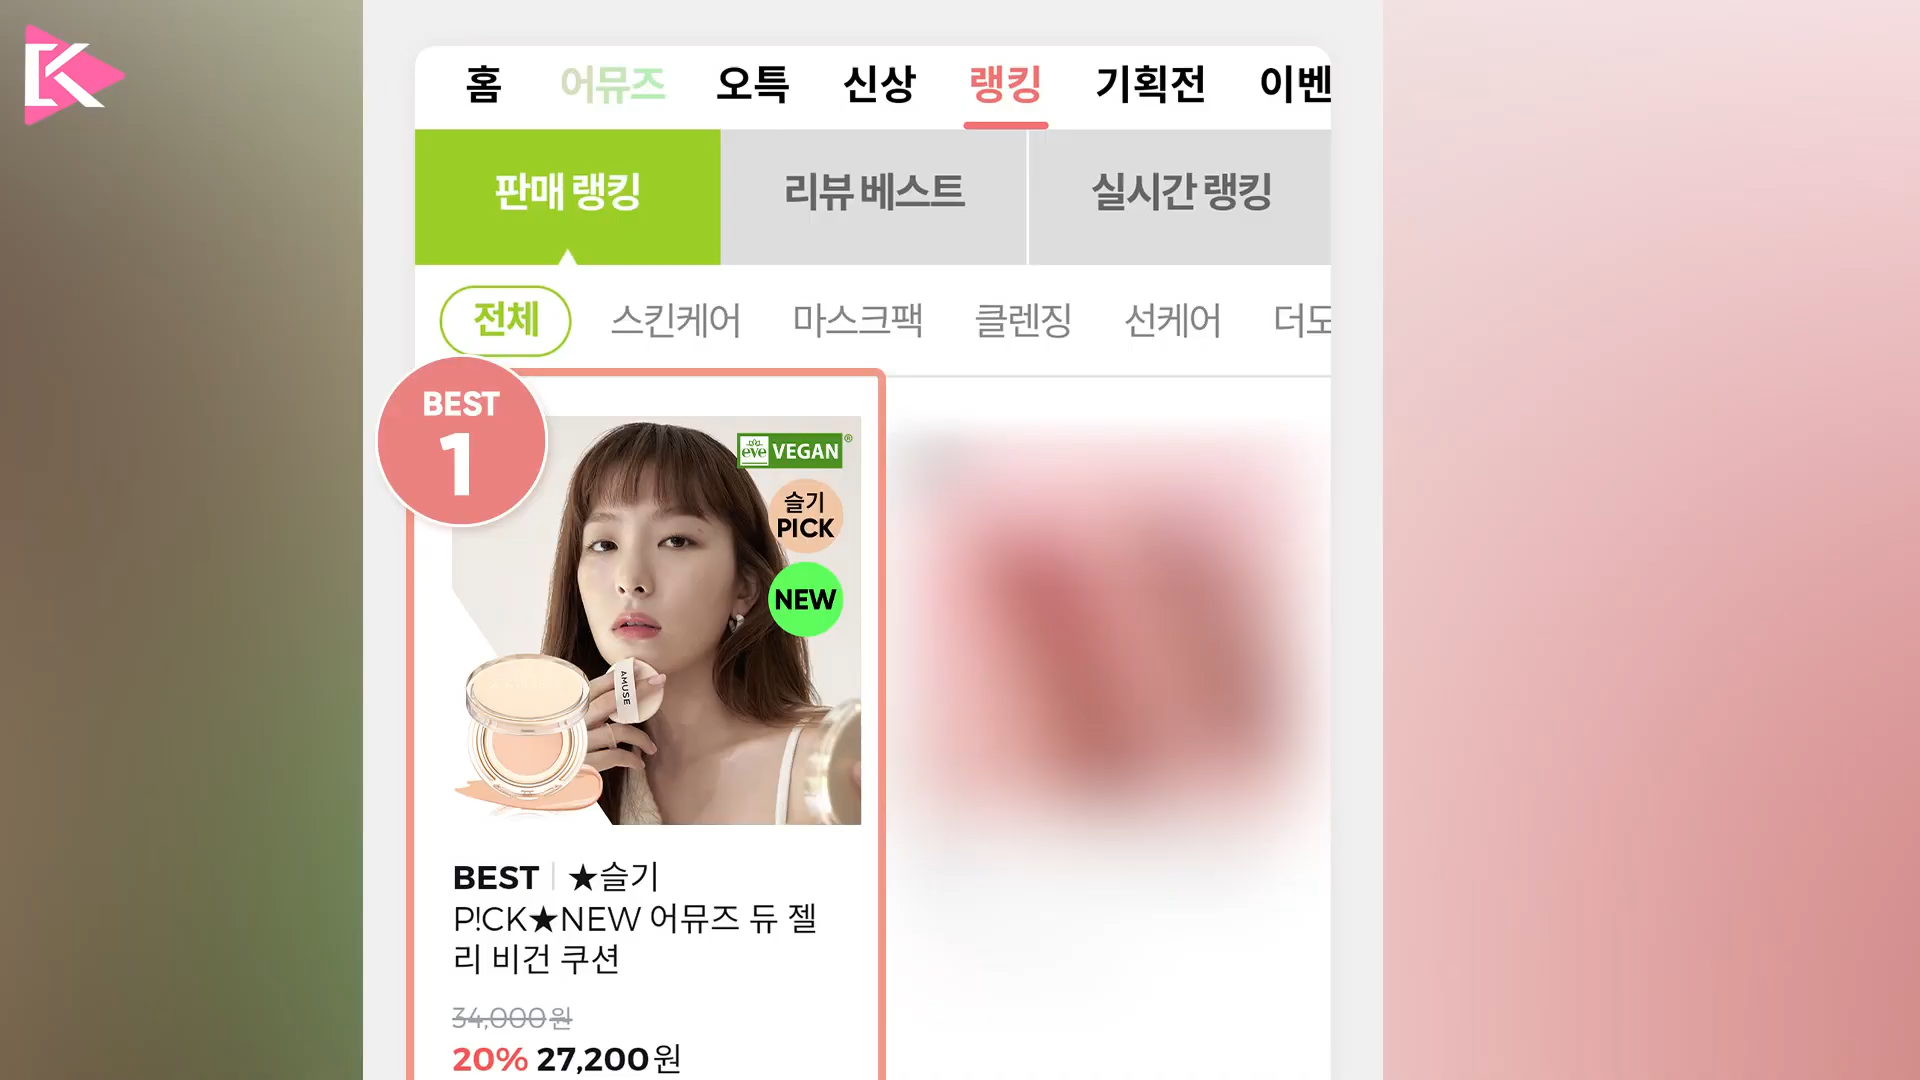 K
홈 어뮤즈 오특 신상 랭킹 기획전 이벤
판매 랭킹 리뷰 베스트 실시간 랭킹
전체 스킨케어 마스크팩 클렌징 선케어 더모
BEST
1
eve VEGAN®
슬기
PICK
NEW
AMUSE
BEST ★슬기
P!CK★NEW 어뮤즈 듀 젤
리 비건 쿠션
34,000원
20% 27,200원